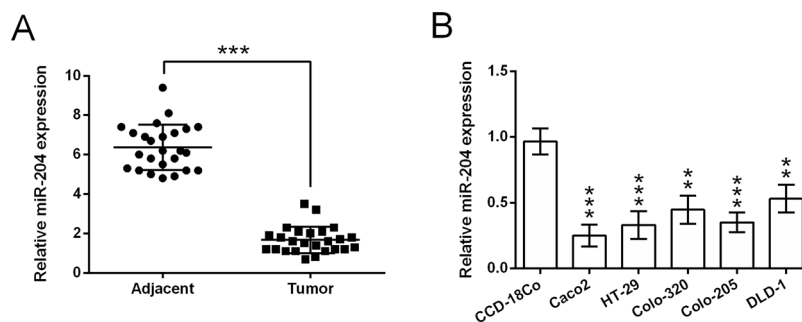 A
***
Relative miR-204 expression
10
8
6
4
2
0
Adjacent
Tumor
B
Relative miR-204 expression
1.5
1.0
0.5
0.0
***
***
**
***
**
CCD-18Co
Caco2
HT-29
Colo-320
Colo-205
DLD-1